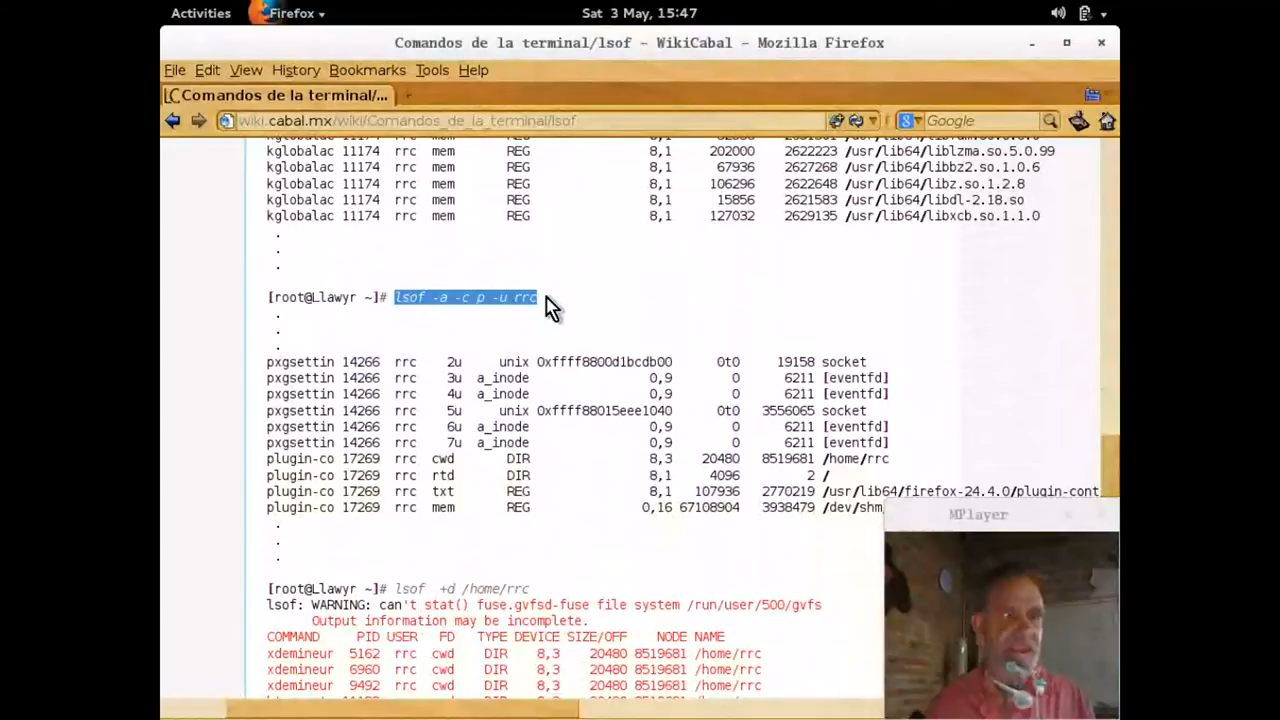 Activities Firefox Sat 3 May, 15:47
Comandos de la terminal/lsof - WikiCabal - Mozilla Firefox
File Edit View History Bookmarks Tools Help
Comandos de la terminal/...
wiki.cabal.mx/wiki/Comandos_de_la_terminal/lsof Google
kglobalac 11174 rrc mem REG 8,1 202000 2622223 /usr/lib64/liblzma.so.5.0.99
kglobalac 11174 rrc mem REG 8,1 67936 2627268 /usr/lib64/libbz2.so.1.0.6
kglobalac 11174 rrc mem REG 8,1 106296 2622648 /usr/lib64/libz.so.1.2.8
kglobalac 11174 rrc mem REG 8,1 15856 2621583 /usr/lib64/libdl-2.18.so
kglobalac 11174 rrc mem REG 8,1 127032 2629135 /usr/lib64/libxcb.so.1.1.0
.
.
.
[root@Llawyr ~]# lsof -a -c p -u rrc
.
.
.
pxgsettin 14266 rrc 2u unix 0xffff8800d1bcdb00 0t0 19158 socket
pxgsettin 14266 rrc 3u a_inode 0,9 0 6211 [eventfd]
pxgsettin 14266 rrc 4u a_inode 0,9 0 6211 [eventfd]
pxgsettin 14266 rrc 5u unix 0xffff88015eee1040 0t0 3556065 socket
pxgsettin 14266 rrc 6u a_inode 0,9 0 6211 [eventfd]
pxgsettin 14266 rrc 7u a_inode 0,9 0 6211 [eventfd]
plugin-co 17269 rrc cwd DIR 8,3 20480 8519681 /home/rrc
plugin-co 17269 rrc rtd DIR 8,1 4096 2 /
plugin-co 17269 rrc txt REG 8,1 107936 2770219 /usr/lib64/firefox-24.4.0/plugin-cont
plugin-co 17269 rrc mem REG 0,16 67108904 3938479 /dev/shm
MPlayer
.
.
.
[root@Llawyr ~]# lsof +d /home/rrc
lsof: WARNING: can't stat() fuse.gvfsd-fuse file system /run/user/500/gvfs
Output information may be incomplete.
COMMAND PID USER FD TYPE DEVICE SIZE/OFF NODE NAME
xdemineur 5162 rrc cwd DIR 8,3 20480 8519681 /home/rrc
xdemineur 6960 rrc cwd DIR 8,3 20480 8519681 /home/rrc
xdemineur 9492 rrc cwd DIR 8,3 20480 8519681 /home/rrc